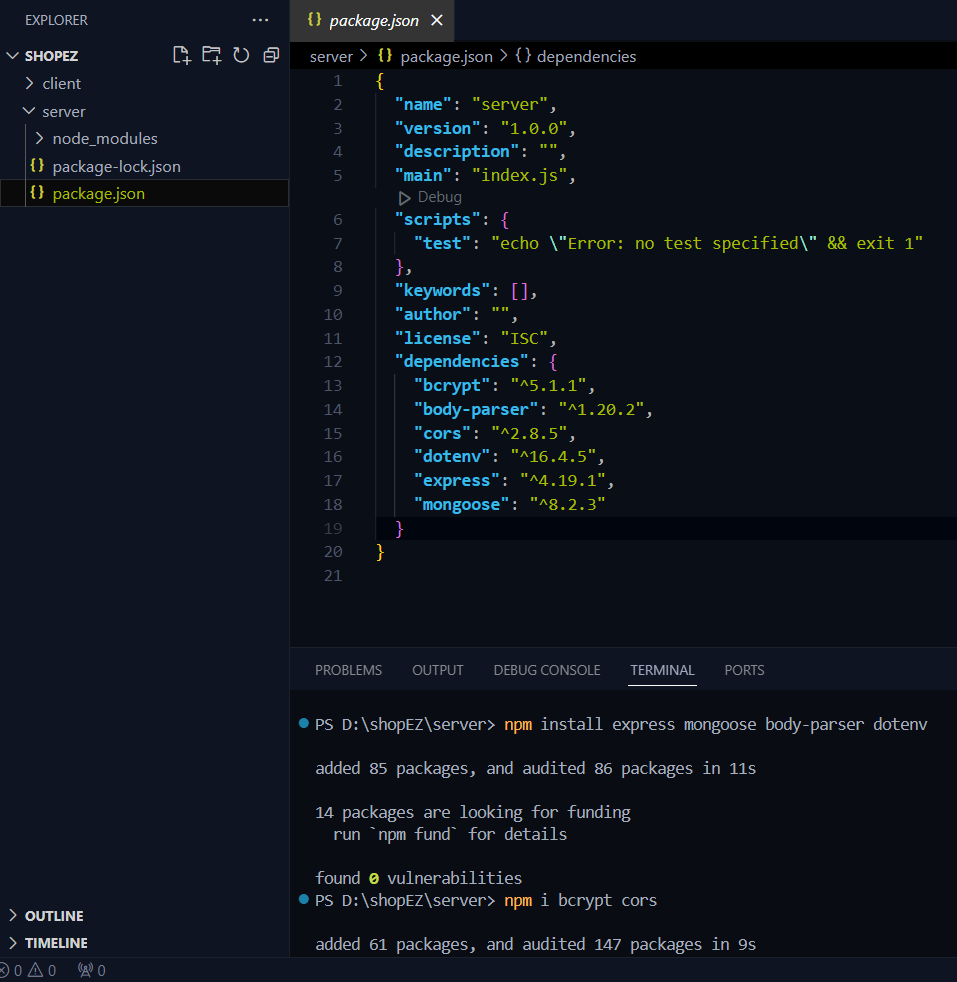 EXPLORER
SHOPEZ
client
server
node_modules
package-lock.json
package.json
OUTLINE
TIMELINE
package.json
server > package.json > {} dependencies
1 {
2 "name": "server",
3 "version": "1.0.0",
4 "description": "",
5 "main": "index.js",
Debug
6 "scripts": {
7 "test": "echo \"Error: no test specified\" && exit 1"
8 },
9 "keywords": [],
10 "author": "",
11 "license": "ISC",
12 "dependencies": {
13 "bcrypt": "^5.1.1",
14 "body-parser": "^1.20.2",
15 "cors": "^2.8.5",
16 "dotenv": "^16.4.5",
17 "express": "^4.19.1",
18 "mongoose": "^8.2.3"
19 }
20 }
21
PROBLEMS OUTPUT DEBUG CONSOLE TERMINAL PORTS
PS D:\shopEZ\server> npm install express mongoose body-parser dotenv
added 85 packages, and audited 86 packages in 11s
14 packages are looking for funding
run `npm fund` for details
found 0 vulnerabilities
PS D:\shopEZ\server> npm i bcrypt cors
added 61 packages, and audited 147 packages in 9s
0 0 0